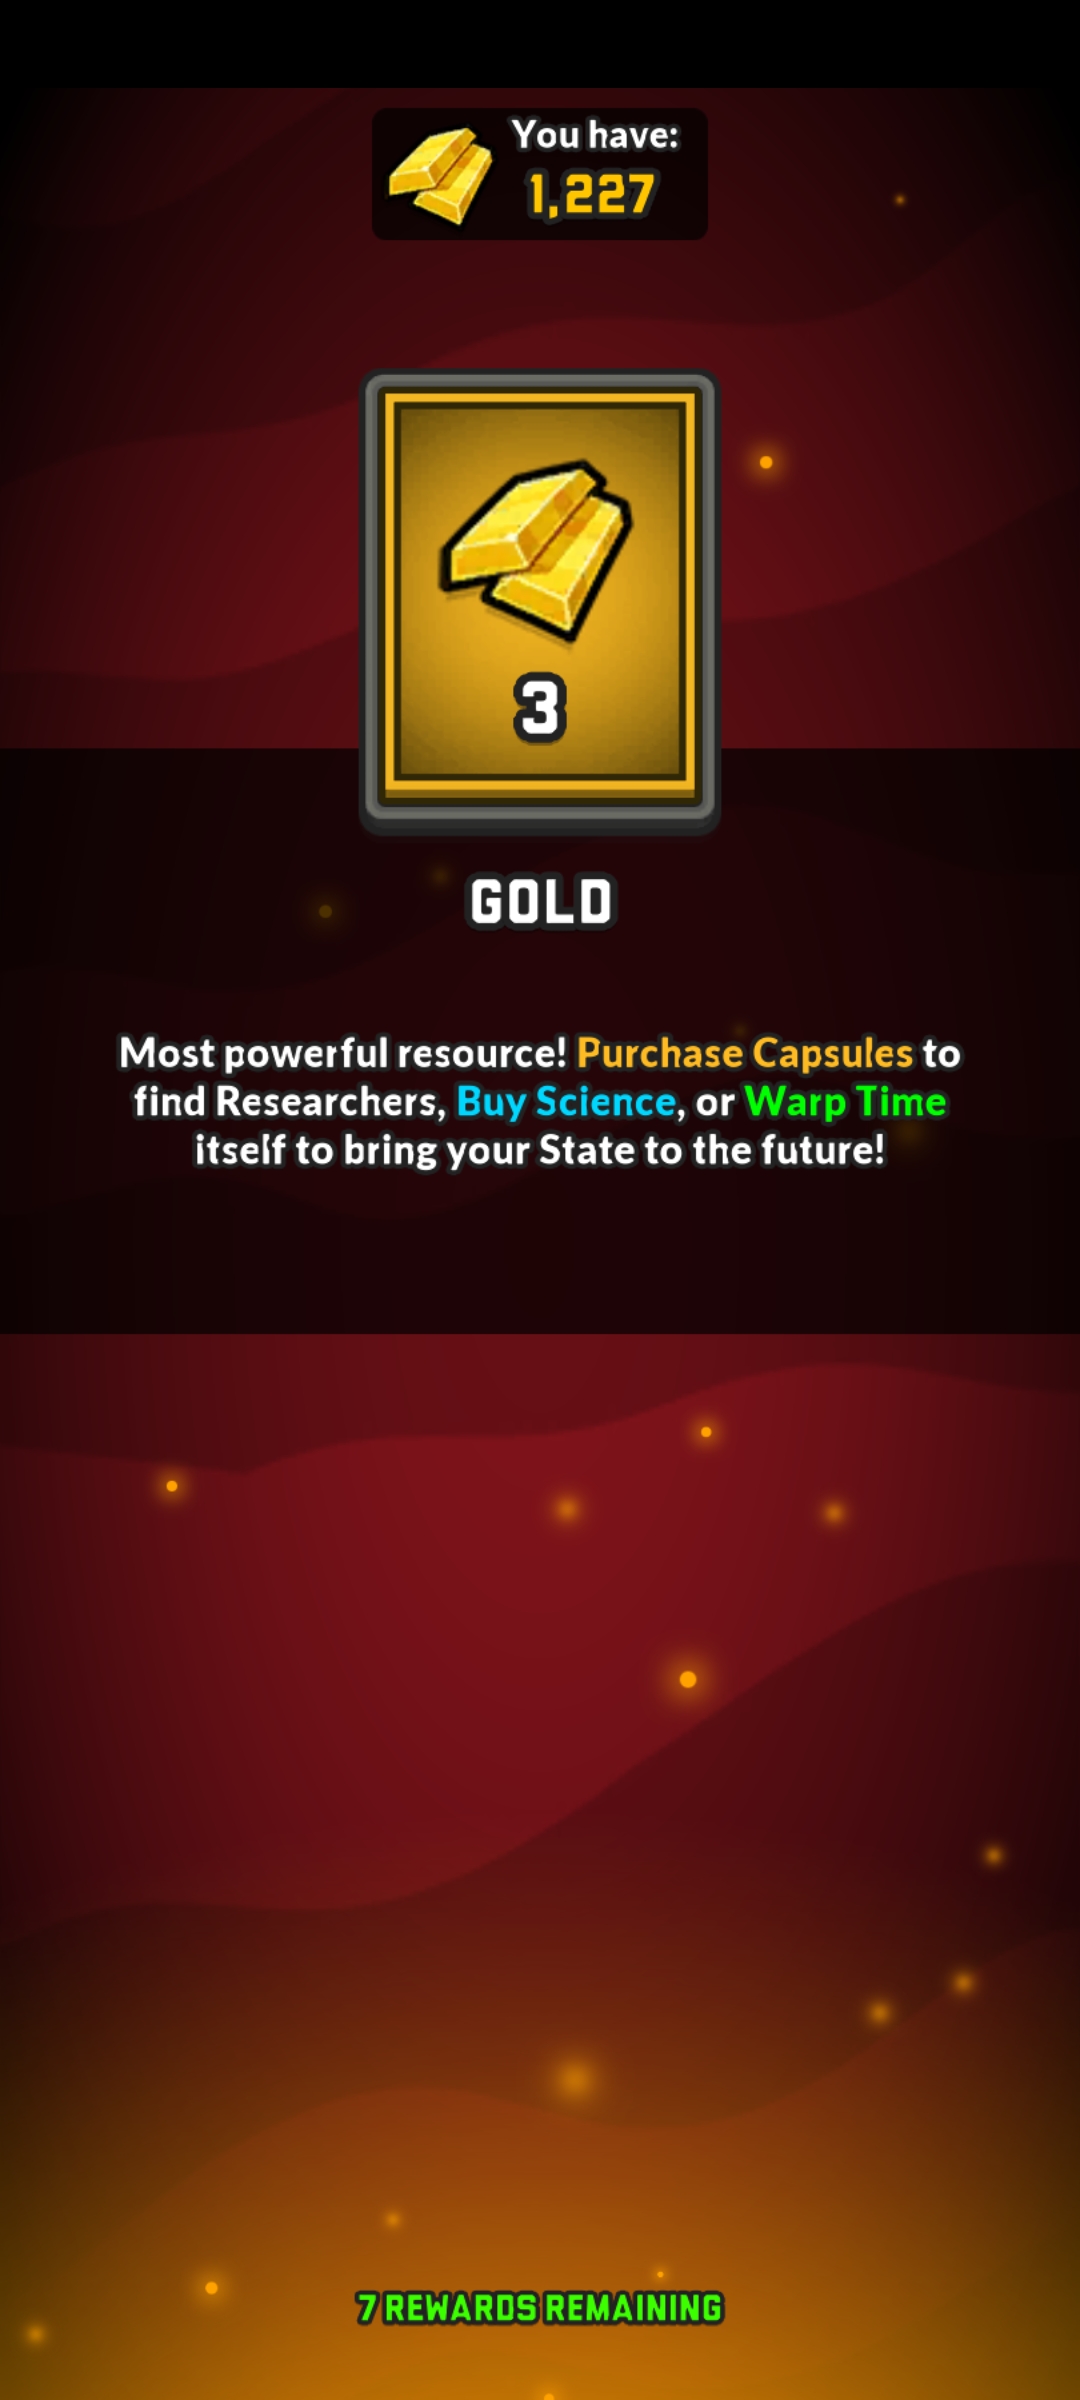 You have:
1,227
3
GOLD
Most powerful resource! Purchase Capsules to
find Researchers, Buy Science, or Warp Time
itself to bring your State to the future!
7 REWARDS REMAINING